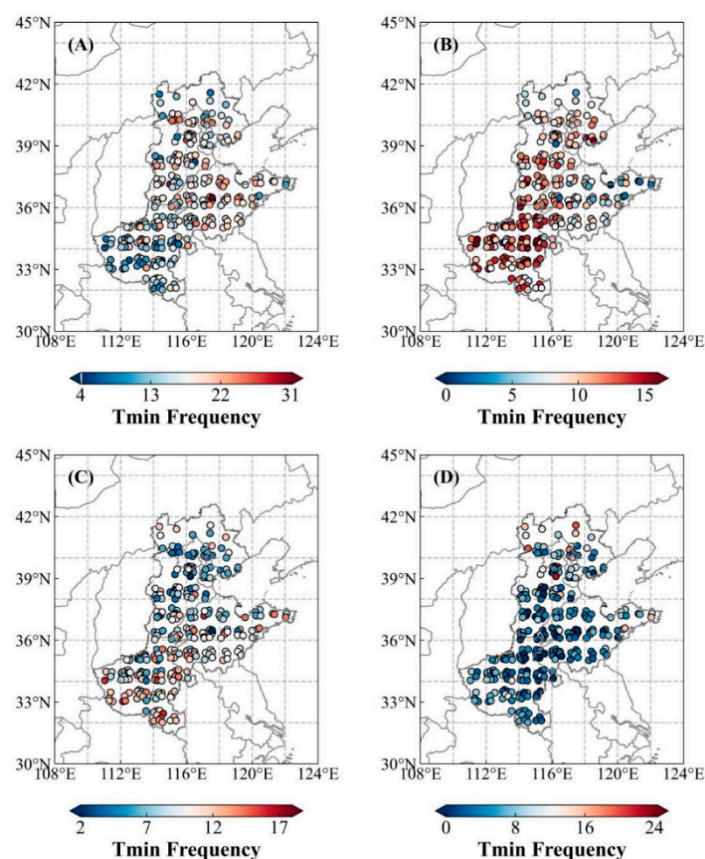 45°N
(A)
(B)
42°N
39°N
36°N
33°N
30°N
108°E 112°E 116°E 120°E 124°E
4 13 22 31
Tmin Frequency
45°N
42°N
39°N
36°N
33°N
30°N
108°E 112°E 116°E 120°E 124°E
0 5 10 15
Tmin Frequency
45°N
(C)
42°N
39°N
36°N
33°N
30°N
108°E 112°E 116°E 120°E 124°E
2 7 12 17
Tmin Frequency
45°N
(D)
42°N
39°N
36°N
33°N
30°N
108°E 112°E 116°E 120°E 124°E
0 8 16 24
Tmin Frequency